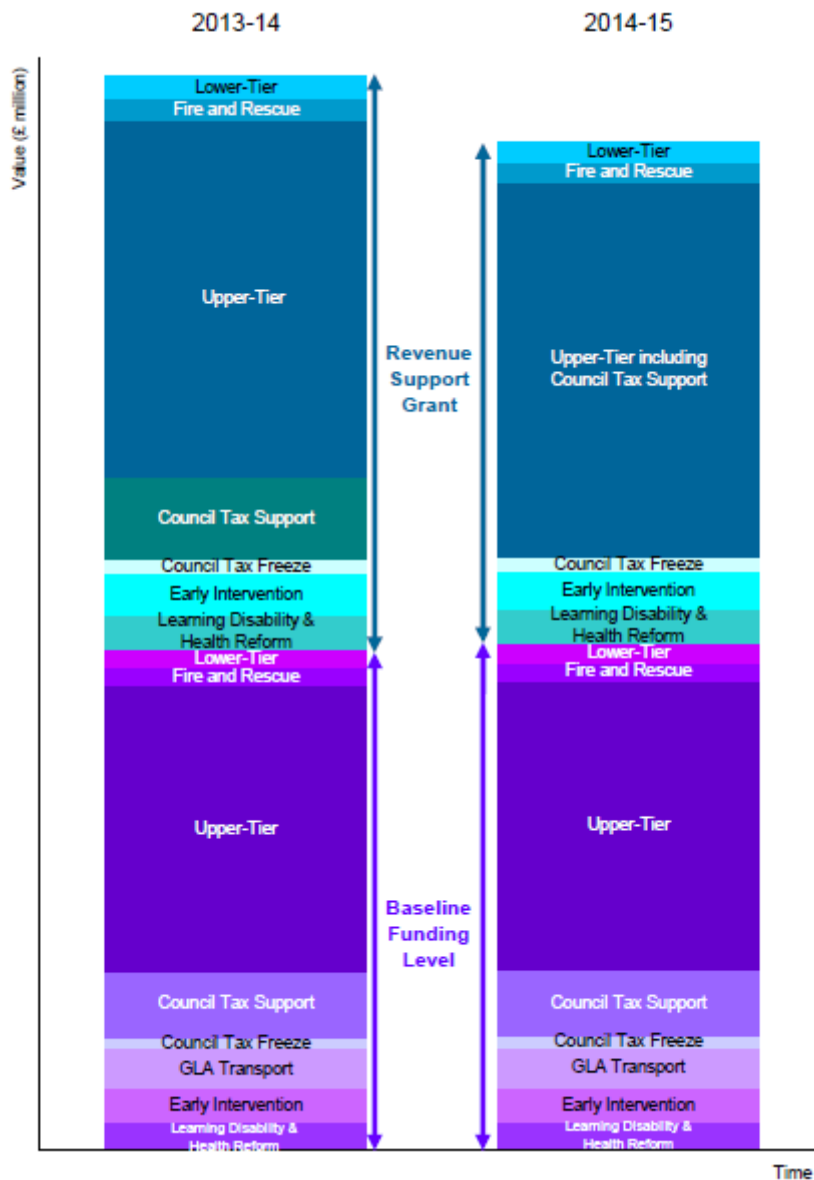 2013-14
2014-15
Value (£ million)
Lower-Tier
Fire and Rescue
Upper-Tier
Council Tax Support
Council Tax Freeze
Early Intervention
Learning Disability &
Health Reform
Lower-Tier
Fire and Rescue
Upper-Tier
Council Tax Support
Council Tax Freeze
GLA Transport
Early Intervention
Learning Disability &
Health Reform
Revenue
Support
Grant
Baseline
Funding
Level
Lower-Tier
Fire and Rescue
Upper-Tier including
Council Tax Support
Council Tax Freeze
Early Intervention
Learning Disability &
Health Reform
Lower-Tier
Fire and Rescue
Upper-Tier
Council Tax Support
Council Tax Freeze
GLA Transport
Early Intervention
Learning Disability &
Health Reform
Time